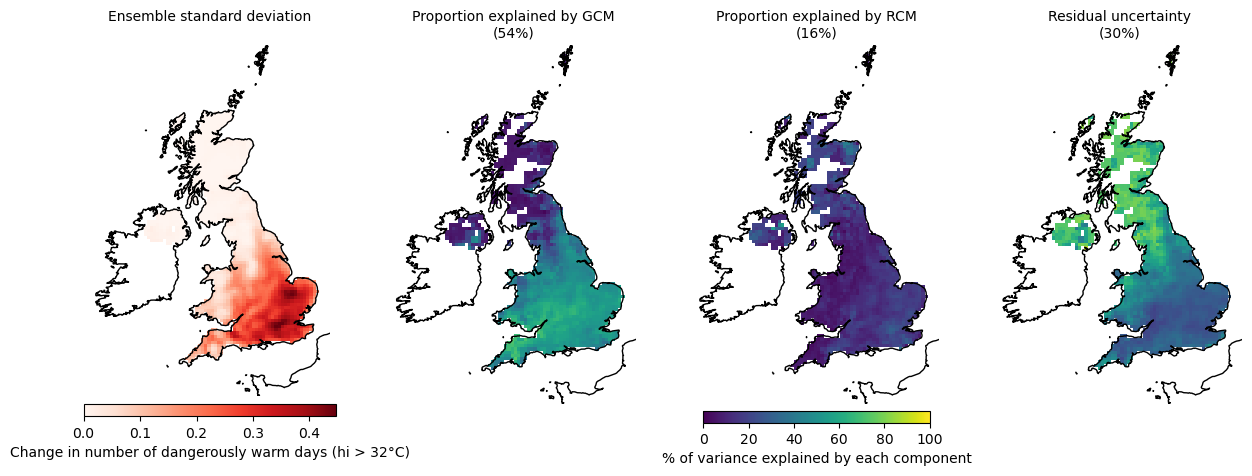 Ensemble standard deviation
Proportion explained by GCM
(54%)
Proportion explained by RCM
(16%)
Residual uncertainty
(30%)
0.0 0.1 0.2 0.3 0.4
Change in number of dangerously warm days (hi > 32°C)
0 20 40 60 80 100
% of variance explained by each component